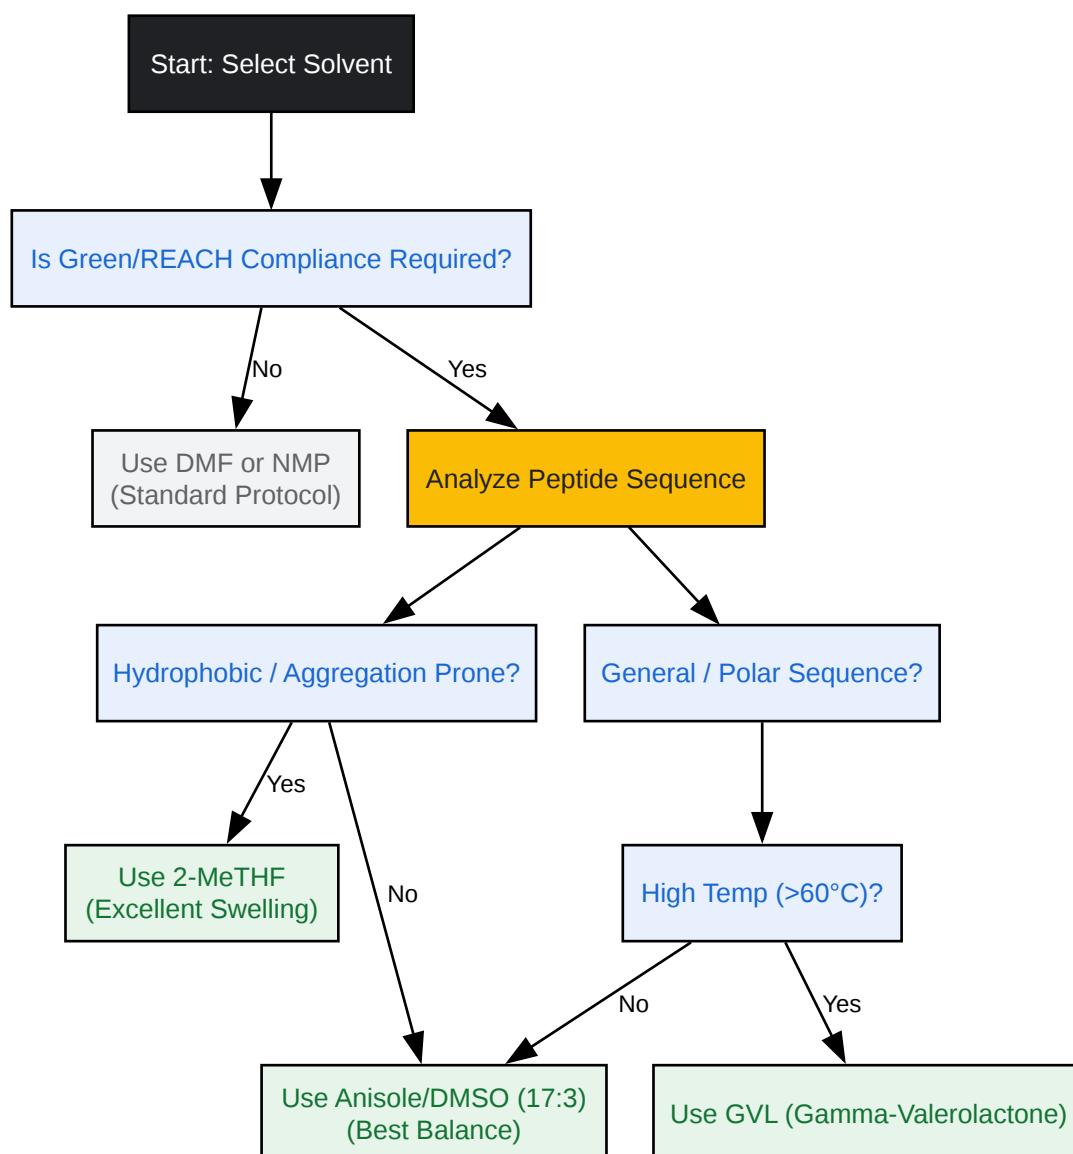 Start: Select Solvent
Is Green/REACH Compliance Required?
No
Yes
Use DMF or NMP
(Standard Protocol)
Analyze Peptide Sequence
Hydrophobic / Aggregation Prone?
General / Polar Sequence?
Yes
No
Use 2-MeTHF
(Excellent Swelling)
High Temp (>60°C)?
No
Yes
Use Anisole/DMSO (17:3)
(Best Balance)
Use GVL (Gamma-Valerolactone)